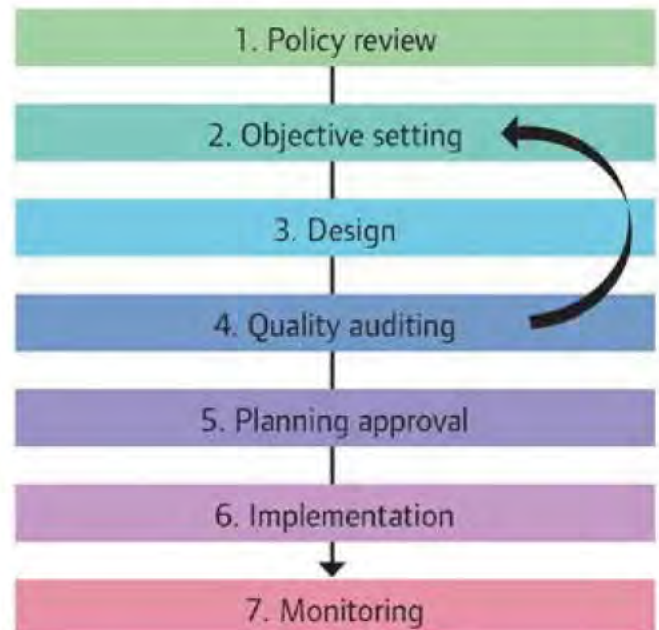 1. Policy review
2. Objective setting
3. Design
4. Quality auditing
5. Planning approval
6. Implementation
7. Monitoring